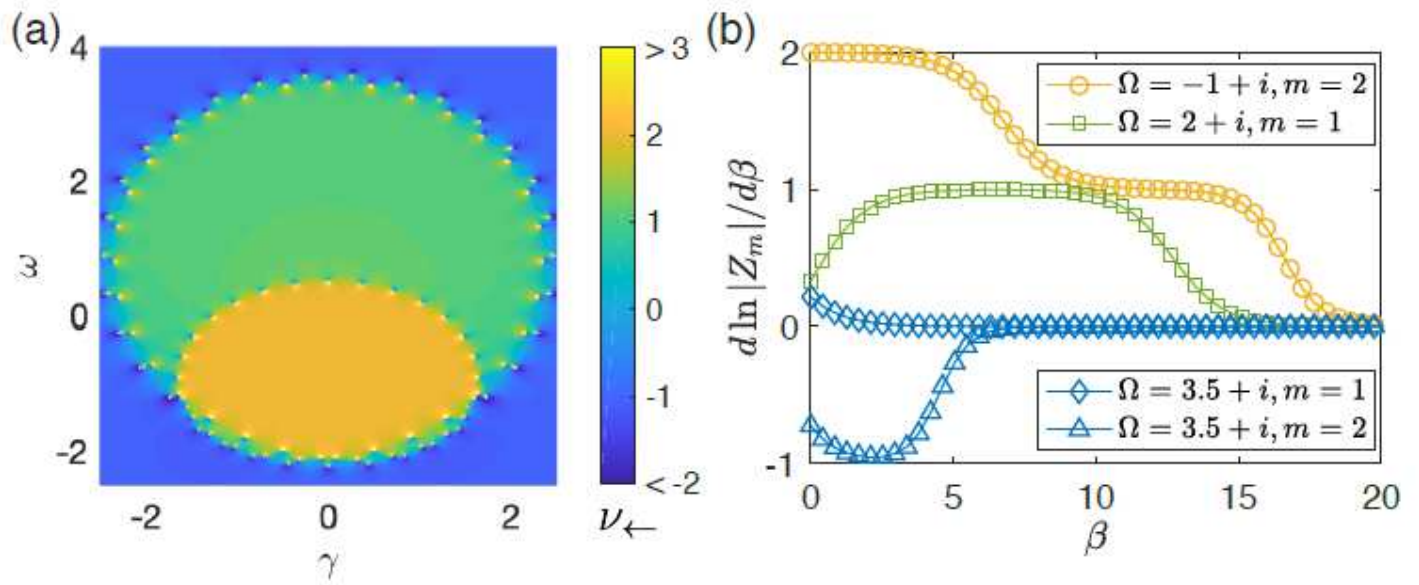 (a)
4
2
0
-2
ω
-2
0
2
γ
>3
2
1
0
-1
<-2
ν←
(b)
2
1
0
-1
d ln |Z_m|/dβ
Ω = −1 + i, m = 2
Ω = 2 + i, m = 1
Ω = 3.5 + i, m = 1
Ω = 3.5 + i, m = 2
0
5
10
15
20
β